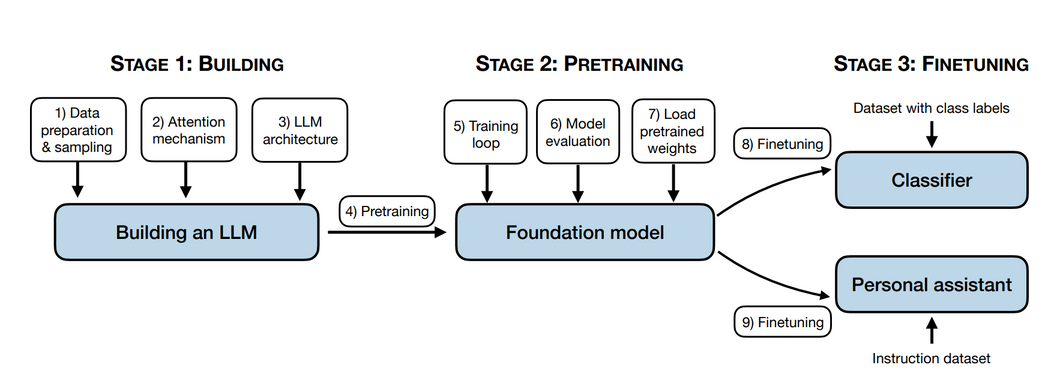 STAGE 1: BUILDING
STAGE 2: PRETRAINING
STAGE 3: FINETUNING
1) Data
preparation
& sampling
2) Attention
mechanism
3) LLM
architecture
4) Pretraining
Building an LLM
5) Training
loop
6) Model
evaluation
7) Load
pretrained
weights
Foundation model
8) Finetuning
Dataset with class labels
Classifier
Personal assistant
9) Finetuning
Instruction dataset